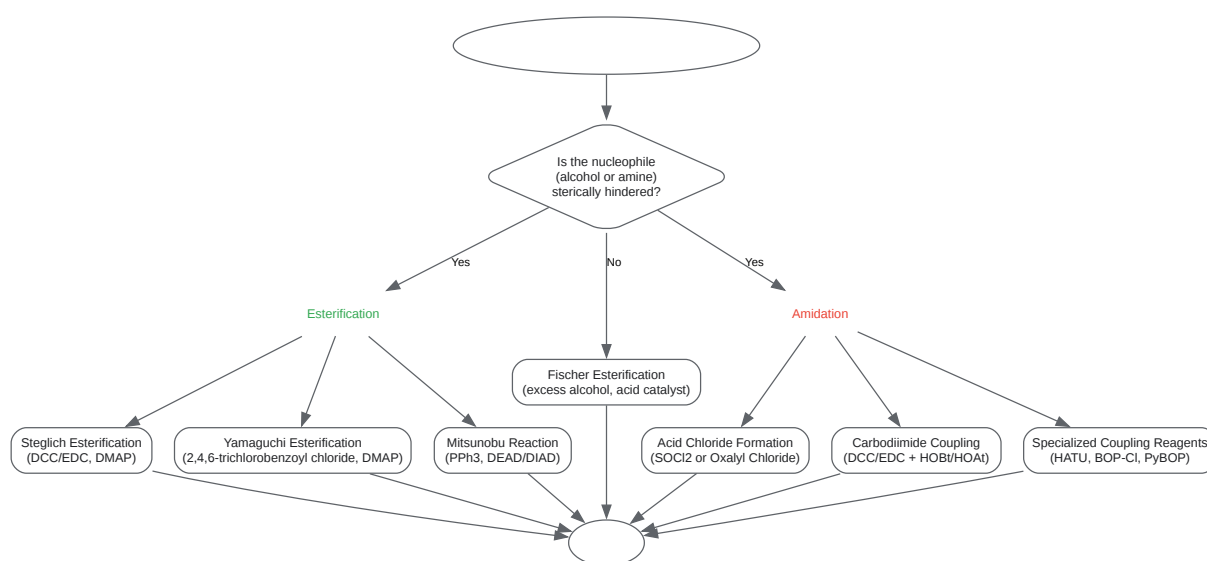 Is the nucleophile
(alcohol or amine)
sterically hindered?
Yes
No
Yes
Esterification
Amidation
Fischer Esterification
(excess alcohol, acid catalyst)
Steglich Esterification
(DCC/EDC, DMAP)
Yamaguchi Esterification
(2,4,6-trichlorobenzoyl chloride, DMAP)
Mitsunobu Reaction
(PPh3, DEAD/DIAD)
Acid Chloride Formation
(SOCl2 or Oxalyl Chloride)
Carbodiimide Coupling
(DCC/EDC + HOBt/HOAt)
Specialized Coupling Reagents
(HATU, BOP-Cl, PyBOP)